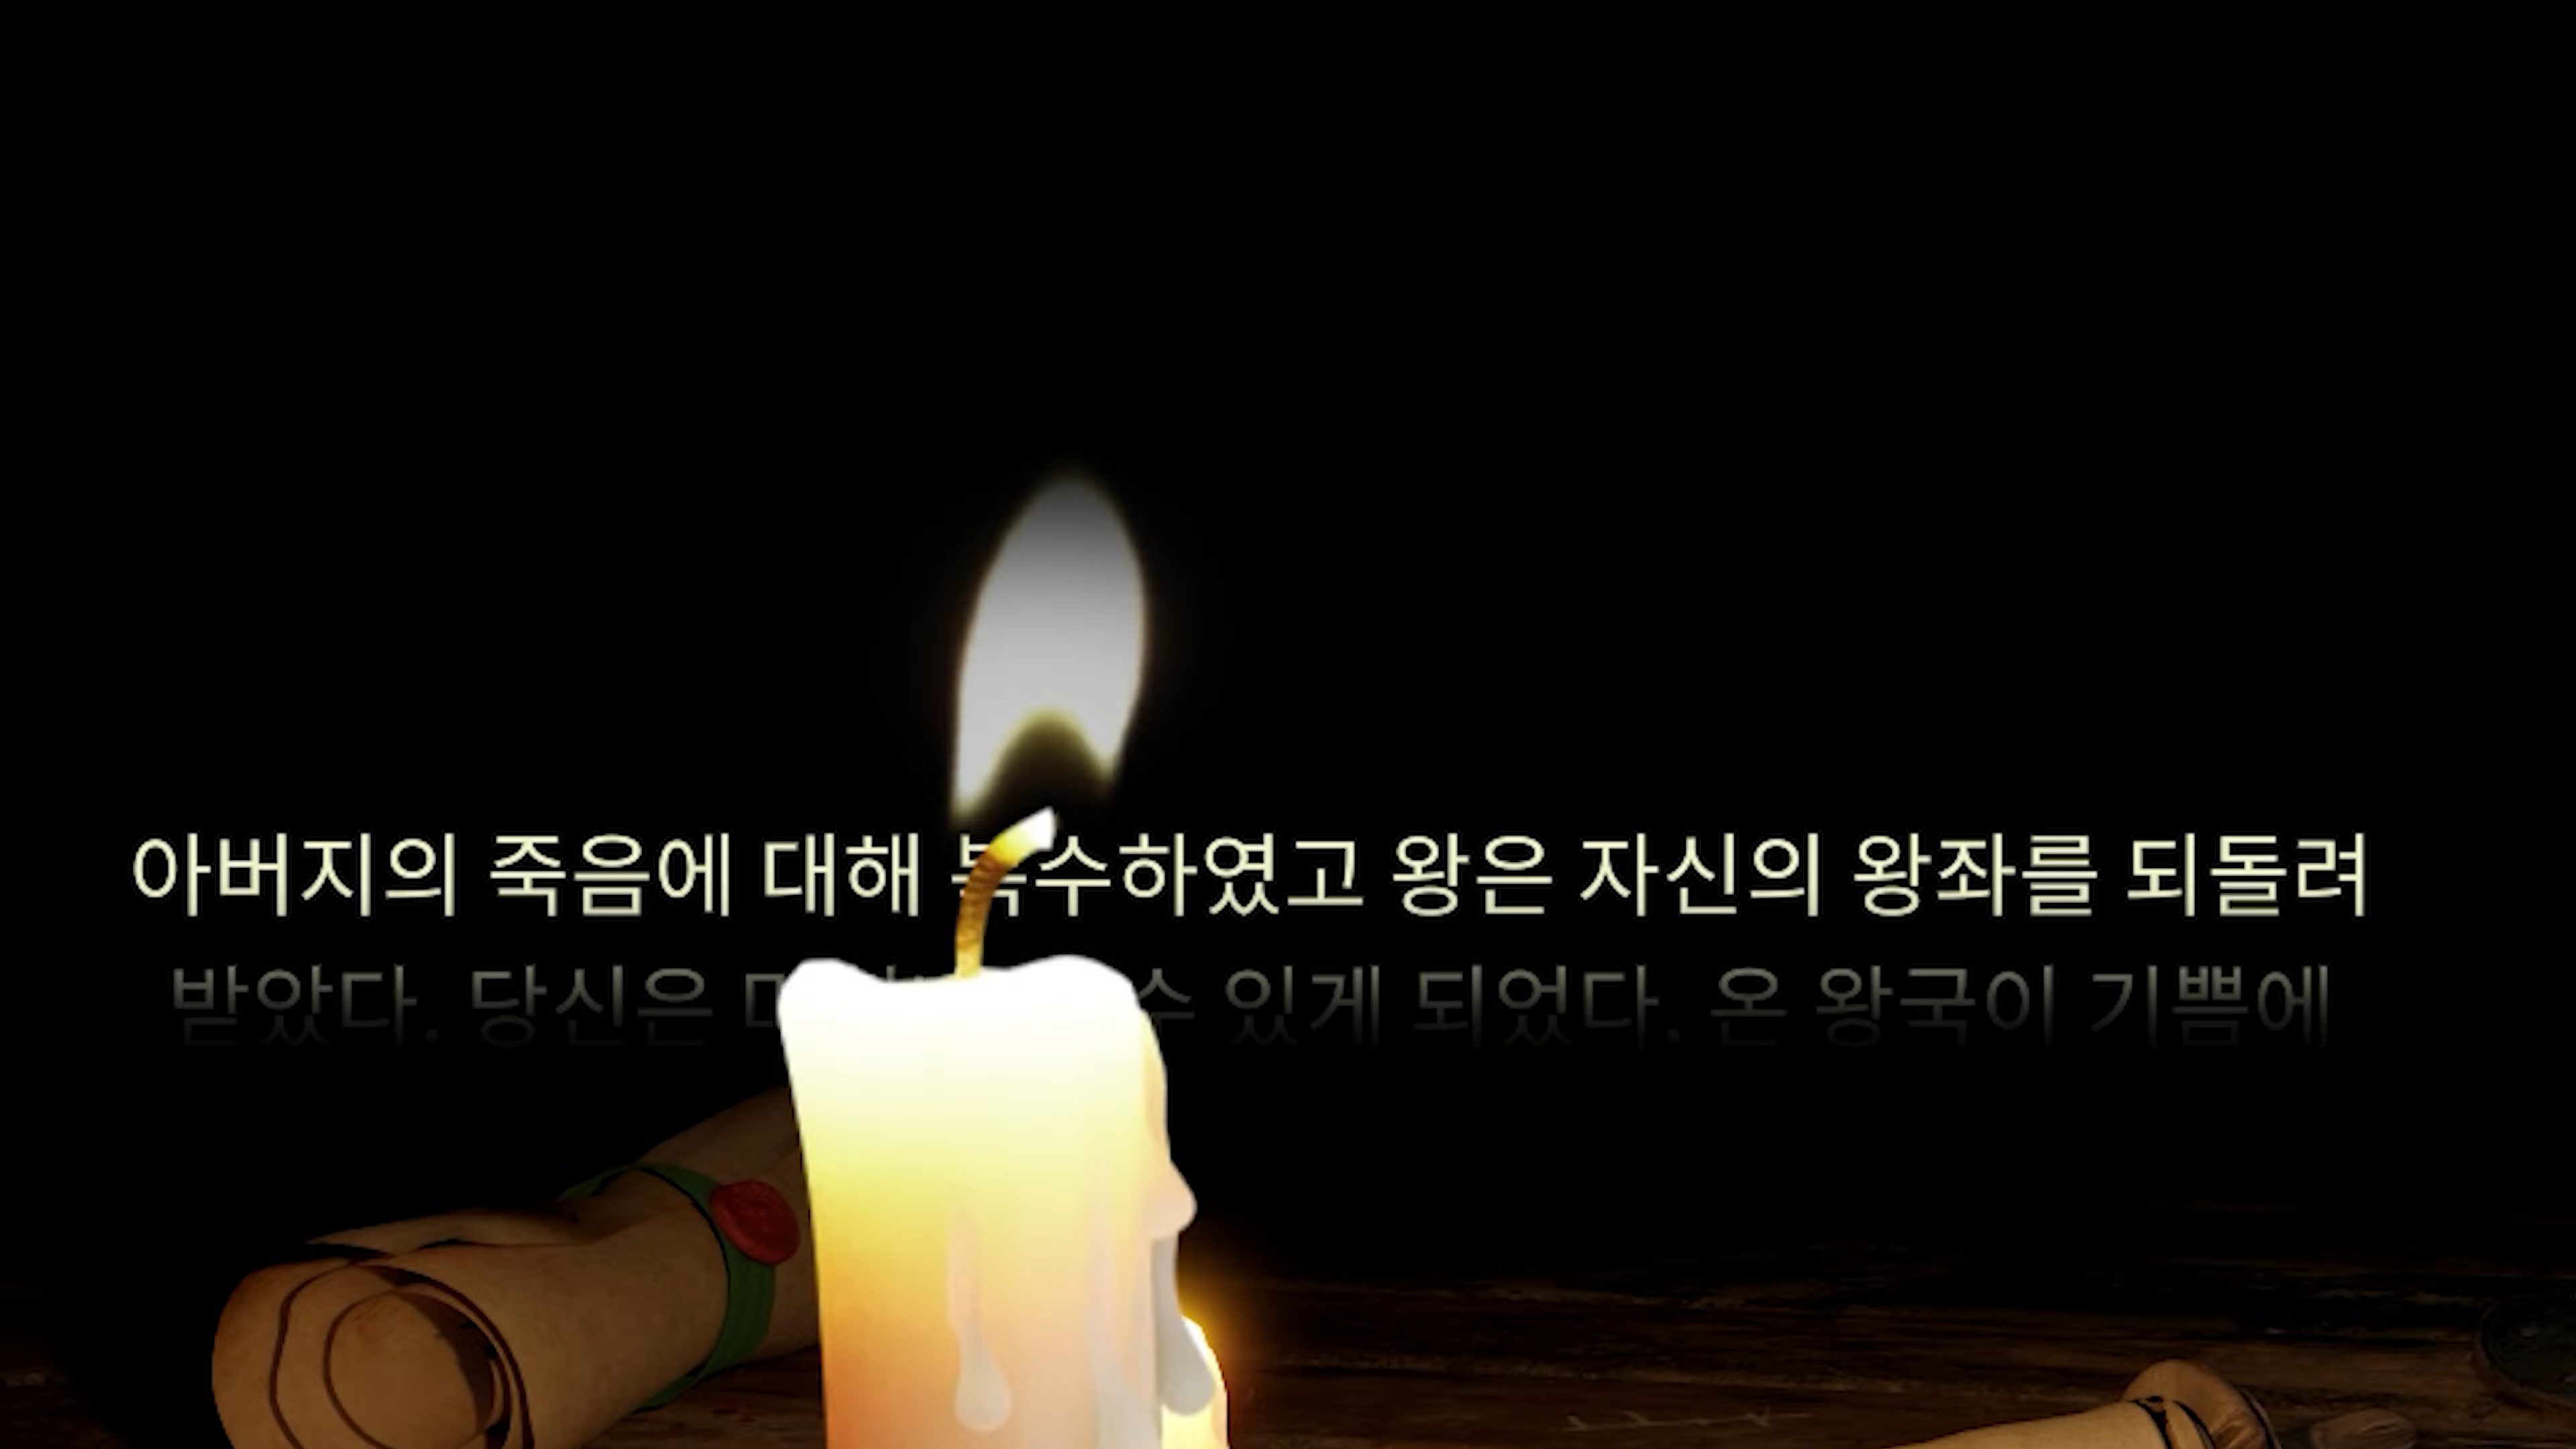 아버지의 죽음에 대해 복수하였고 왕은 자신의 왕좌를 되돌려
받았다. 당신은 수 있게 되었다. 온 왕국이 기쁨에